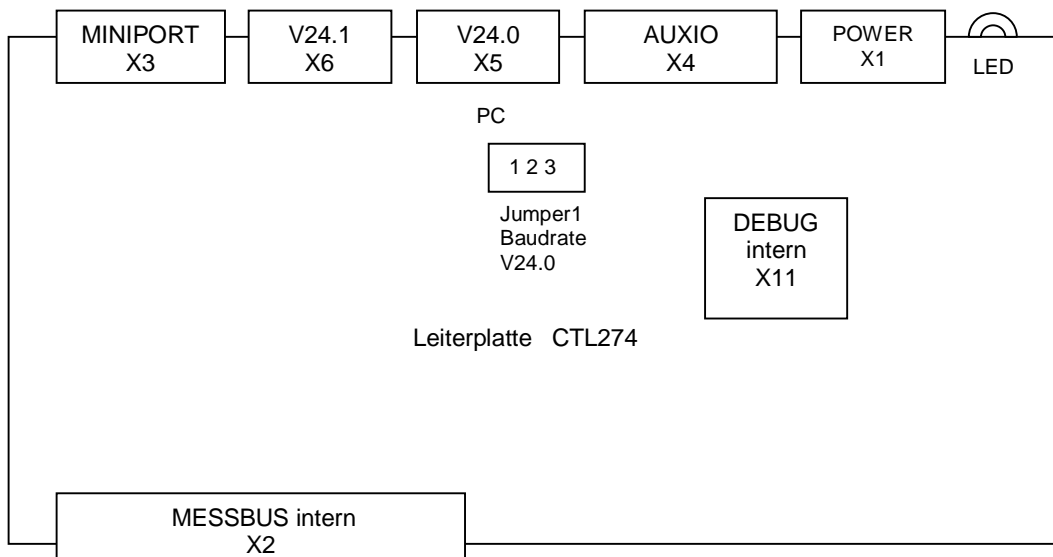 MINIPORT
X3
V24.1
X6
V24.0
X5
AUXIO
X4
POWER
X1
LED
PC
1 2 3
Jumper1
Baudrate
V24.0
DEBUG
intern
X11
Leiterplatte CTL274
MESSBUS intern
X2